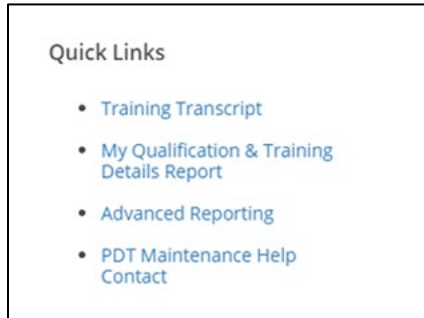 Quick Links
Training Transcript
My Qualification & Training
Details Report
Advanced Reporting
PDT Maintenance Help
Contact